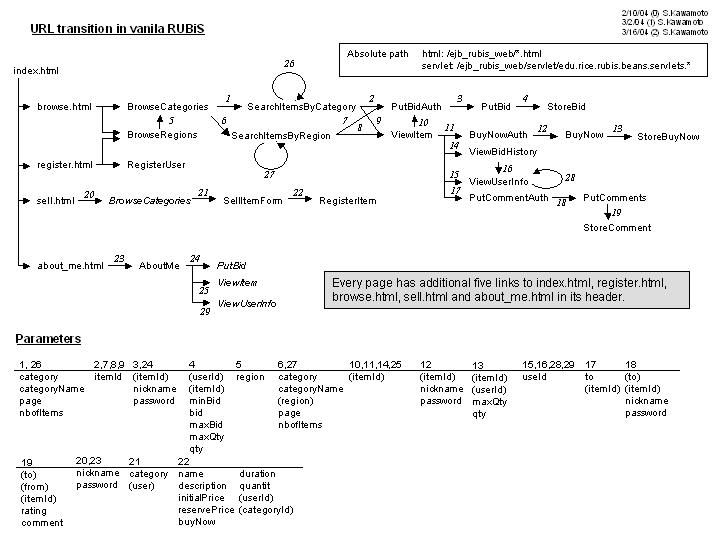 2/10/04 (0) S.Kawamoto
3/2/04 (1) S.Kawamoto
3/16/04 (2) S.Kawamoto
URL transition in vanila RUBiS
Absolute path html: /ejb_rubis_web/*.html
servlet: /ejb_rubis_web/servlet/edu.rice.rubis.beans.servlets.*
index.html
26
browse.html BrowseCategories 1 SearchItemsByCategory 2 PutBidAuth 3 PutBid 4 StoreBid
5 6 7 8 9 10
BrowseRegions SearchItemsByRegion ViewItem 11 BuyNowAuth 12 BuyNow 13 StoreBuyNow
14 ViewBidHistory
register.html RegisterUser
27
16
15 ViewUserInfo 28
17 PutCommentAuth 18 PutComments
19
StoreComment
sell.html 20 BrowseCategories 21 SellItemForm 22 RegisterItem
about_me.html 23 AboutMe 24 PutBid
25 ViewItem
29 ViewUserInfo
Every page has additional five links to index.html, register.html,
browse.html, sell.html and about_me.html in its header.
Parameters
1, 26 2,7,8,9 3,24 4 5 6,27 10,11,14,25 12 13 15,16,28,29 17 18
category itemId (itemId) (userId) region category (itemId) (itemId) (itemId) useId to (to)
categoryName nickname (itemId) categoryName nickname (userId) (itemId) (itemId)
page password minBid (region) password maxQty nickname
nbofItems bid page qty password
maxBid nbofItems
maxQty
qty
19 20,23 21 22
(to) nickname category name duration
(from) password (user) description quantit
(itemId) initialPrice (userId)
rating reservePrice (categoryId)
comment buyNow